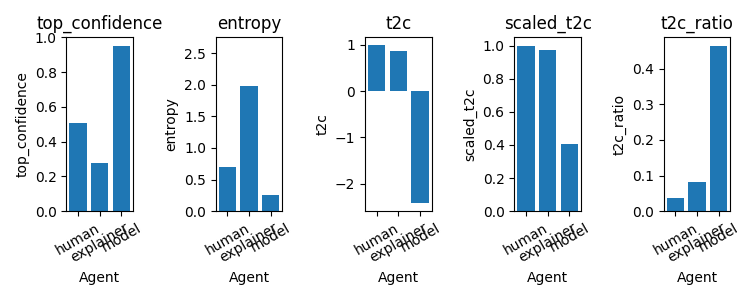 top_confidence
top_confidence
1.0
0.8
0.6
0.4
0.2
0.0
human
explainer
model
Agent
entropy
entropy
2.5
2.0
1.5
1.0
0.5
0.0
human
explainer
model
Agent
t2c
t2c
1
0
−1
−2
human
explainer
model
Agent
scaled_t2c
scaled_t2c
1.0
0.8
0.6
0.4
0.2
0.0
human
explainer
model
Agent
t2c_ratio
t2c_ratio
0.4
0.3
0.2
0.1
0.0
human
explainer
model
Agent